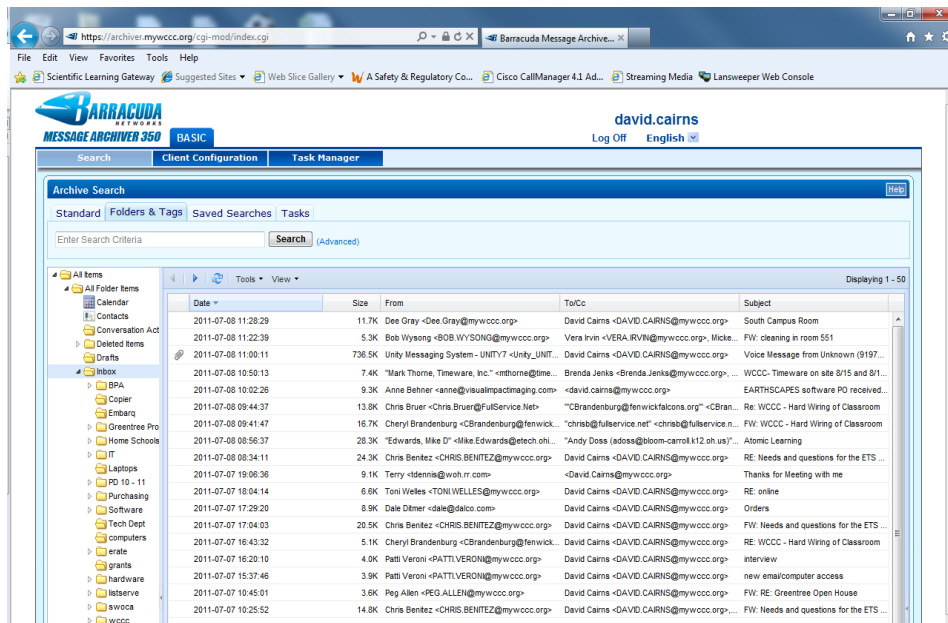 https://archiver.mywccc.org/cgi-mod/index.cgi
Barracuda Message Archive...
File Edit View Favorites Tools Help
Scientific Learning Gateway Suggested Sites Web Slice Gallery A Safety & Regulatory Co... Cisco CallManager 4.1 Ad... Streaming Media Lansweeper Web Console
BARRACUDA
NETWORKS
MESSAGE ARCHIVER 350 BASIC
david.cairns
Log Off English
Search Client Configuration Task Manager
Archive Search Help
Standard Folders & Tags Saved Searches Tasks
Enter Search Criteria Search (Advanced)
All Items
All Folder Items
Calendar
Contacts
Conversation Act
Deleted Items
Drafts
Inbox
BPA
Copier
Embarq
Greentree Pro
Home Schools
IT
Laptops
PD 10 - 11
Purchasing
Software
Tech Dept
computers
erate
grants
hardware
listserve
swoca
wccc
Tools View Displaying 1 - 50
Date Size From To/Cc Subject
2011-07-08 11:28:29 11.7K Dee Gray <Dee.Gray@mywccc.org> David Cairns <DAVID.CAIRNS@mywccc.org> South Campus Room
2011-07-08 11:22:39 5.3K Bob Wysong <BOB.WYSONG@mywccc.org> Vera Irvin <VERA.IRVIN@mywccc.org>, Micke... FW: cleaning in room 551
2011-07-08 11:00:11 736.5K Unity Messaging System - UNITY7 <Unity_UNIT... David Cairns <DAVID.CAIRNS@mywccc.org> Voice Message from Unknown (9197...
2011-07-08 10:50:13 7.4K "Mark Thorne, Timeware, Inc." <mthorne@time... Brenda Jenks <Brenda.Jenks@mywccc.org>, ... WCCC- Timeware on site 8/15 and 8/1...
2011-07-08 10:02:26 9.3K Anne Behner <anne@visualimpactimaging.com> <david.cairns@mywccc.org> EARTHSCAPES software PO received...
2011-07-08 09:44:37 13.8K Chris Bruer <Chris.Bruer@FullService.Net> "'CBrandenburg@fenwickfalcons.org'" <CBran... Re: WCCC - Hard Wiring of Classroom
2011-07-08 09:41:47 16.7K Cheryl Brandenburg <CBrandenburg@fenwick... "chrisb@fullservice.net" <chrisb@fullservice.n... FW: WCCC - Hard Wiring of Classroom
2011-07-08 08:56:37 28.3K "Edwards, Mike D" <Mike.Edwards@etech.ohi... "Andy Doss (adoss@bloom-carroll.k12.oh.us)"... Atomic Learning
2011-07-08 08:34:11 24.3K Chris Benitez <CHRIS.BENITEZ@mywccc.org> David Cairns <DAVID.CAIRNS@mywccc.org> RE: Needs and questions for the ETS ...
2011-07-07 19:06:36 9.1K Terry <tdennis@woh.rr.com> <David.Cairns@mywccc.org> Thanks for Meeting with me
2011-07-07 18:04:14 6.6K Toni Welles <TONI.WELLES@mywccc.org> David Cairns <DAVID.CAIRNS@mywccc.org> RE: online
2011-07-07 17:29:20 8.9K Dale Ditmer <dale@dalco.com> David Cairns <DAVID.CAIRNS@mywccc.org> Orders
2011-07-07 17:04:03 20.5K Chris Benitez <CHRIS.BENITEZ@mywccc.org> David Cairns <DAVID.CAIRNS@mywccc.org> FW: Needs and questions for the ETS ...
2011-07-07 16:43:32 5.1K Cheryl Brandenburg <CBrandenburg@fenwick... David Cairns <DAVID.CAIRNS@mywccc.org> RE: WCCC - Hard Wiring of Classroom
2011-07-07 16:20:10 4.0K Patti Veroni <PATTI.VERONI@mywccc.org> David Cairns <DAVID.CAIRNS@mywccc.org> interview
2011-07-07 15:37:46 3.9K Patti Veroni <PATTI.VERONI@mywccc.org> David Cairns <DAVID.CAIRNS@mywccc.org> new emai/computer access
2011-07-07 10:45:01 3.6K Peg Allen <PEG.ALLEN@mywccc.org> David Cairns <DAVID.CAIRNS@mywccc.org> FW: RE: Greentree Open House
2011-07-07 10:25:52 14.8K Chris Benitez <CHRIS.BENITEZ@mywccc.org> David Cairns <DAVID.CAIRNS@mywccc.org>,... FW: Needs and questions for the ETS ...